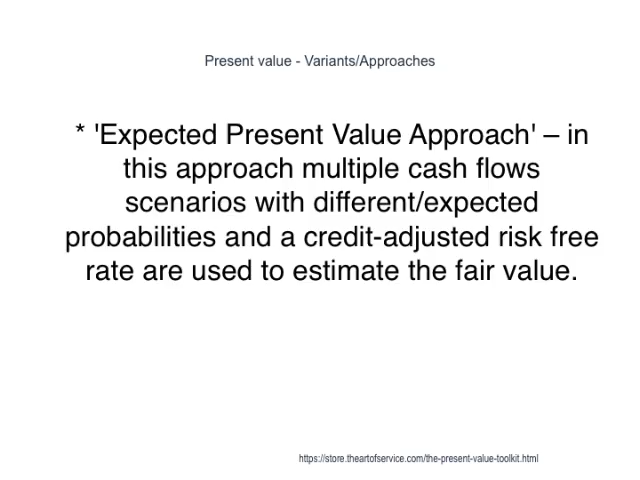 Present value - Variants/Approaches
* 'Expected Present Value Approach' – in
this approach multiple cash flows
scenarios with different/expected
probabilities and a credit-adjusted risk free
rate are used to estimate the fair value.
https://store.theartofservice.com/the-present-value-toolkit.html